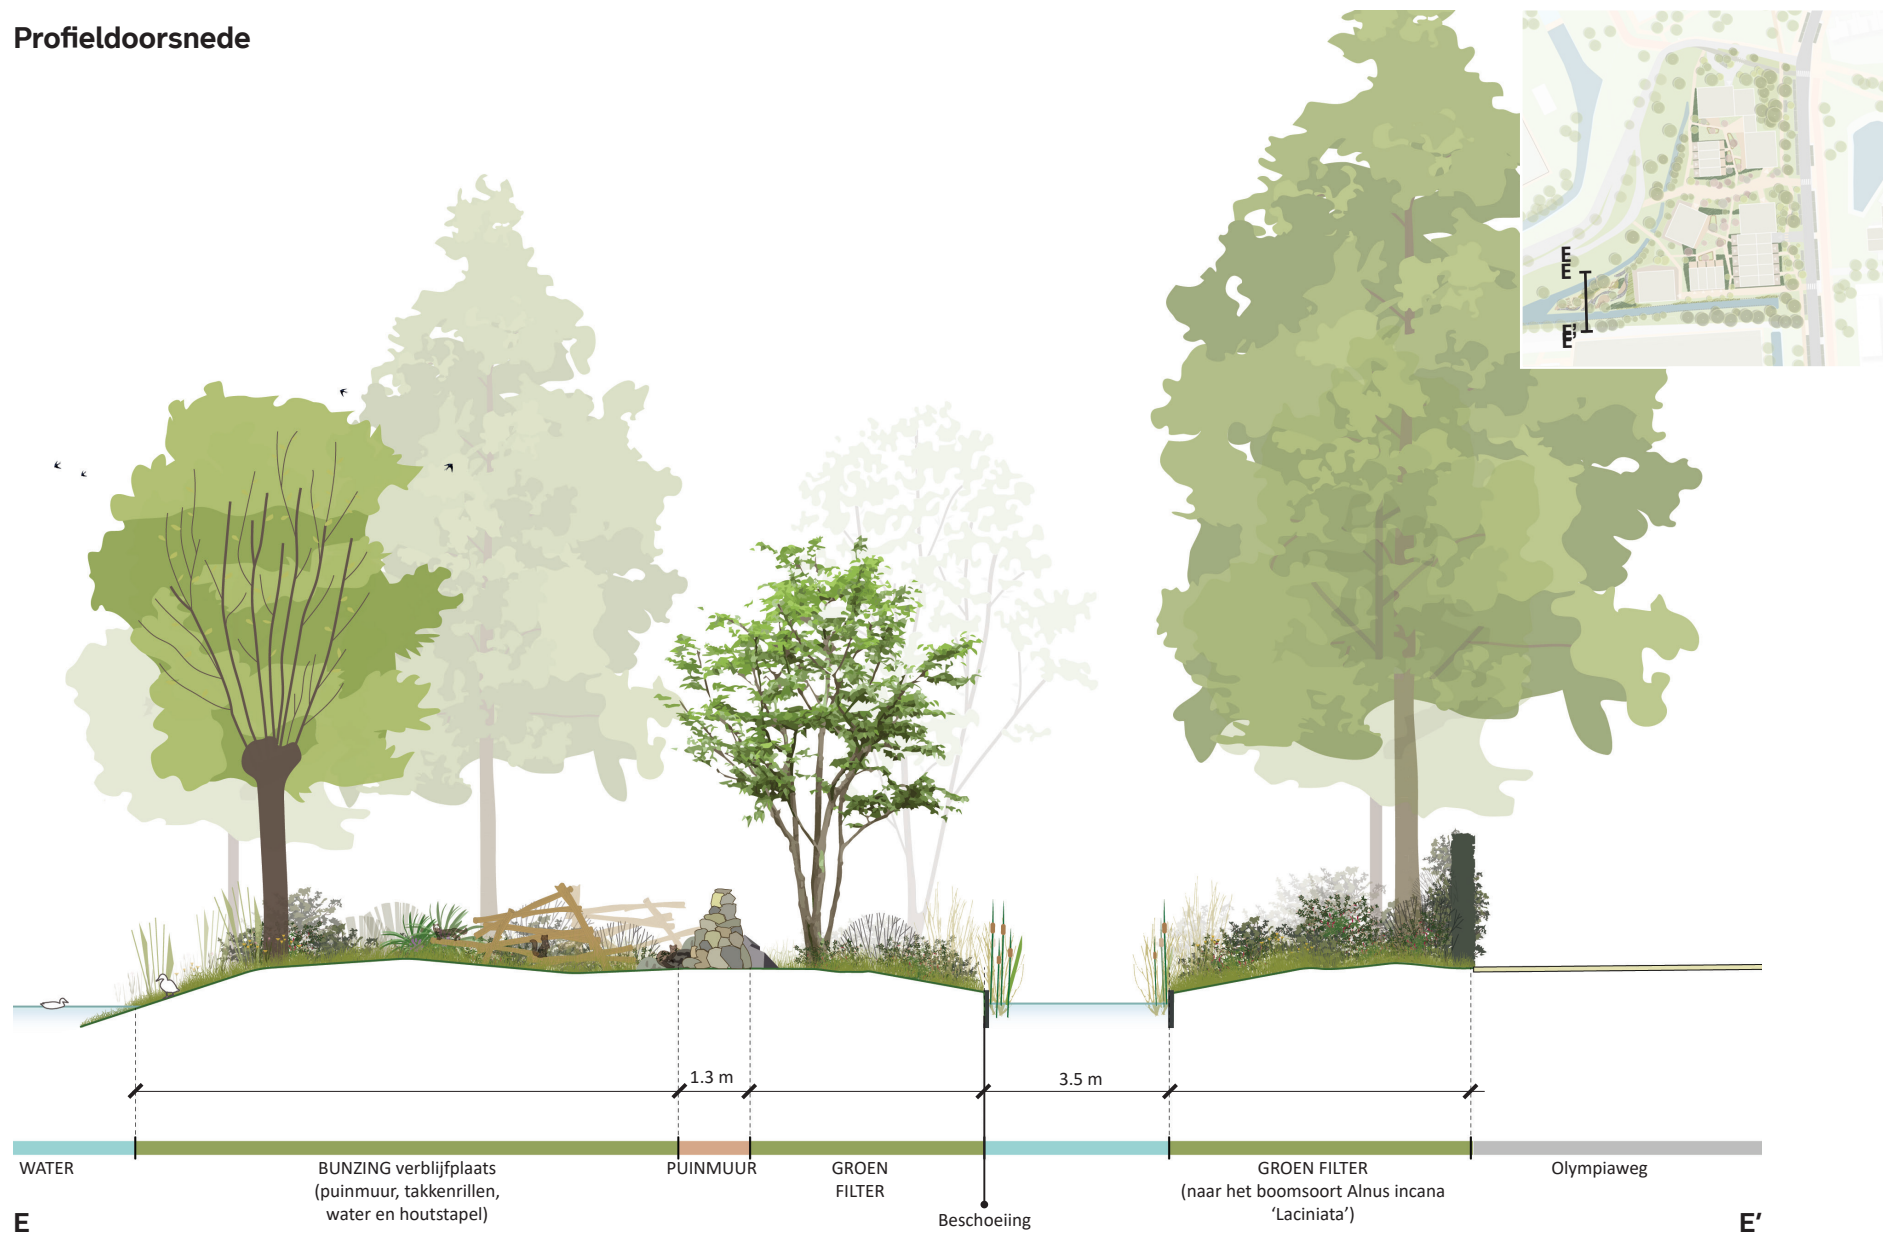 Profieldoorsnede
E
E
E'
E'
1.3 m
3.5 m
WATER
BUNZING verblijfplaats
(puinmuur, takkenrillen,
water en houtstapel)
PUINMUUR
GROEN
FILTER
Beschoeiing
GROEN FILTER
(naar het boomsoort Alnus incana
‘Laciniata’)
Olympiaweg
E
E’